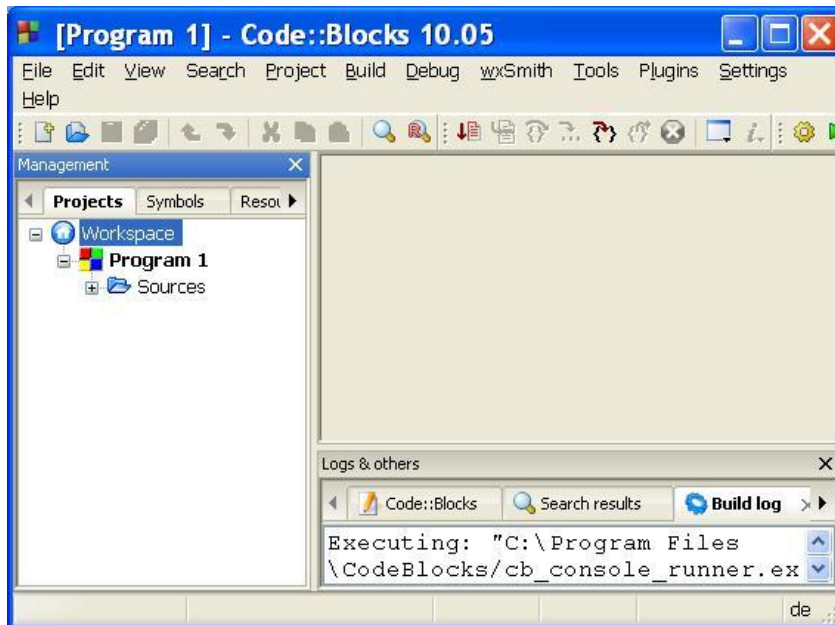 [Program 1] - Code::Blocks 10.05
File Edit View Search Project Build Debug wxSmith Tools Plugins Settings
Help
Management
Projects Symbols Resou
Workspace
Program 1
Sources
Logs & others
Code::Blocks Search results Build log
Executing: "C:\Program Files
\CodeBlocks/cb_console_runner.ex
de